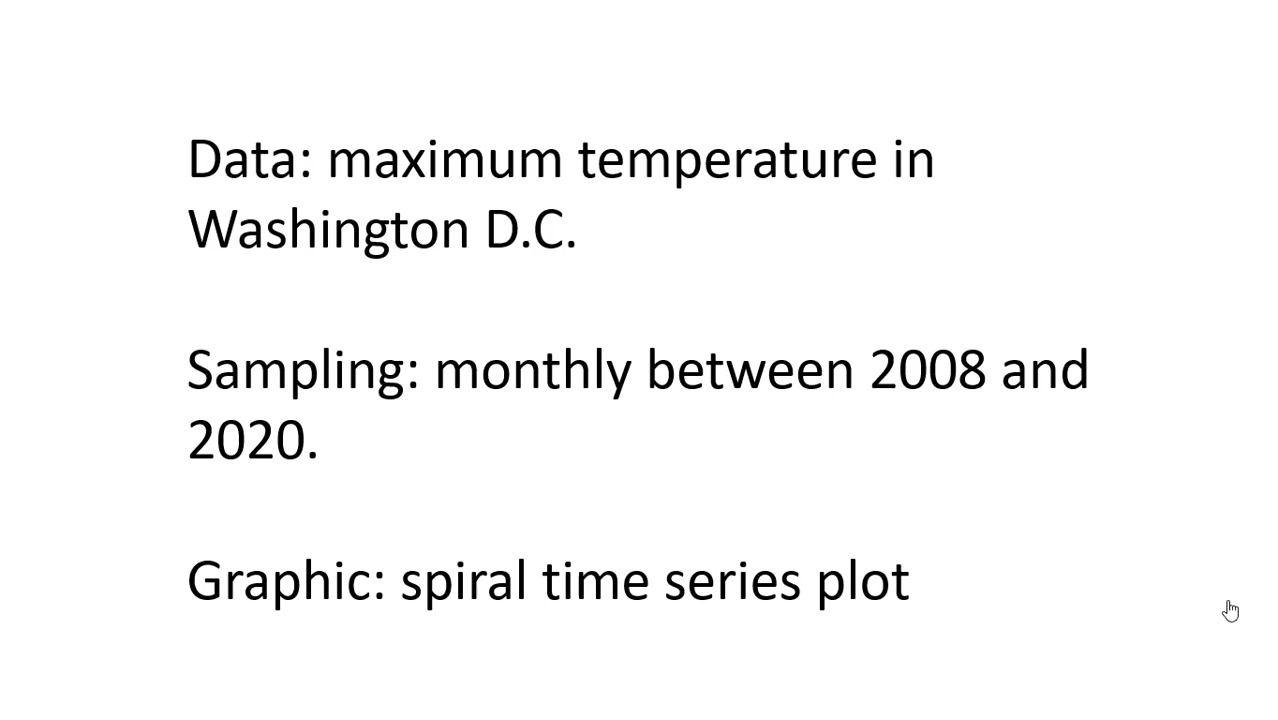 Data: maximum temperature in
Washington D.C.
Sampling: monthly between 2008 and
2020.
Graphic: spiral time series plot